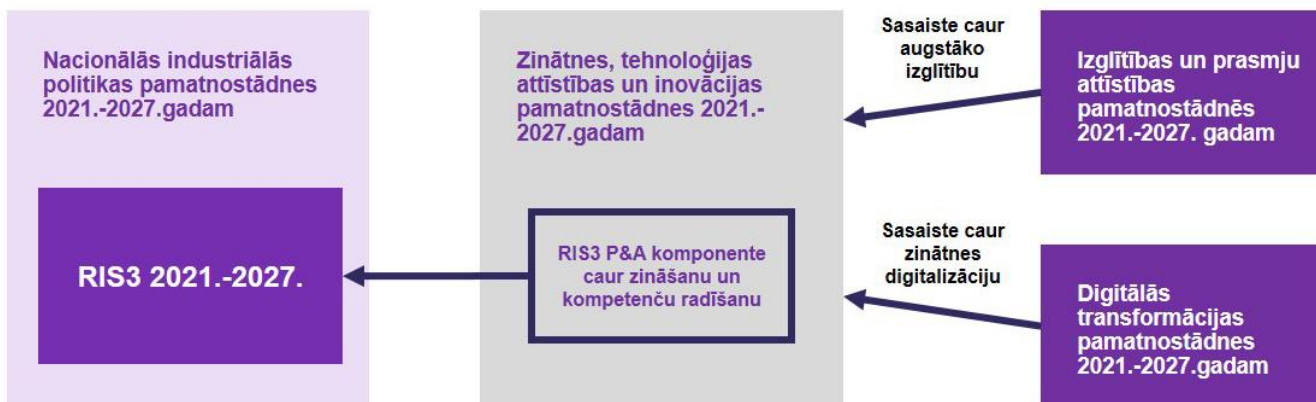 Nacionālās industriālās
politikas pamatnostādnes
2021.-2027.gadam
RIS3 2021.-2027.
Zinātnes, tehnoloģijas
attīstības un inovācijas
pamatnostādnes 2021.-
2027.gadam
RIS3 P&A komponente
caur zināšanu un
kompetenču radīšanu
Sasaiste caur
augstāko
izglītību
Sasaiste caur
zinātnes
digitalizāciju
Izglītības un prasmju
attīstības
pamatnostādnēs
2021.-2027. gadam
Digitālās
transformācijas
pamatnostādnes
2021.-2027.gadam